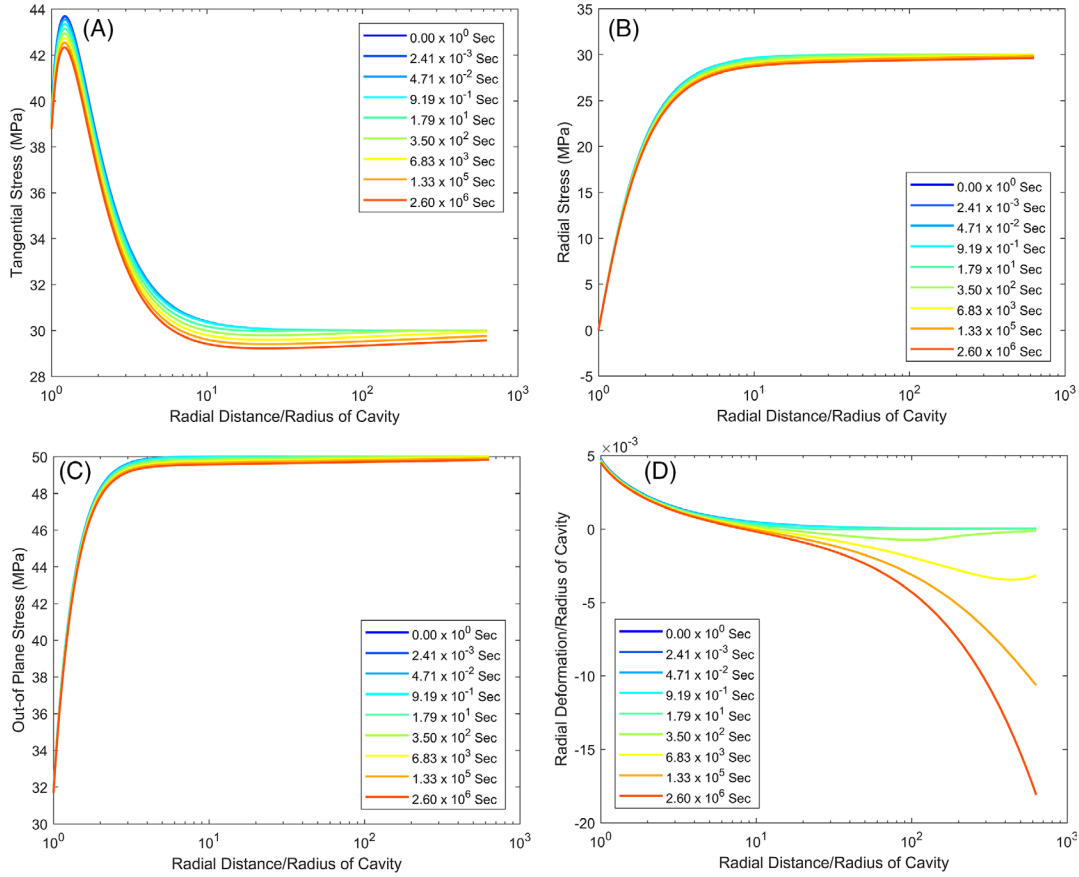 (A)
44
42
40
38
36
34
32
30
28
Tangential Stress (MPa)
0.00 x 10^0 Sec
2.41 x 10^-3 Sec
4.71 x 10^-2 Sec
9.19 x 10^-1 Sec
1.79 x 10^1 Sec
3.50 x 10^2 Sec
6.83 x 10^3 Sec
1.33 x 10^5 Sec
2.60 x 10^6 Sec
10^0 10^1 10^2 10^3
Radial Distance/Radius of Cavity
(B)
35
30
25
20
15
10
5
0
-5
Radial Stress (MPa)
0.00 x 10^0 Sec
2.41 x 10^-3 Sec
4.71 x 10^-2 Sec
9.19 x 10^-1 Sec
1.79 x 10^1 Sec
3.50 x 10^2 Sec
6.83 x 10^3 Sec
1.33 x 10^5 Sec
2.60 x 10^6 Sec
10^0 10^1 10^2 10^3
Radial Distance/Radius of Cavity
(C)
50
48
46
44
42
40
38
36
34
32
30
Out-of Plane Stress (MPa)
0.00 x 10^0 Sec
2.41 x 10^-3 Sec
4.71 x 10^-2 Sec
9.19 x 10^-1 Sec
1.79 x 10^1 Sec
3.50 x 10^2 Sec
6.83 x 10^3 Sec
1.33 x 10^5 Sec
2.60 x 10^6 Sec
10^0 10^1 10^2 10^3
Radial Distance/Radius of Cavity
×10^-3
(D)
5
0
-5
-10
-15
-20
Radial Deformation/Radius of Cavity
0.00 x 10^0 Sec
2.41 x 10^-3 Sec
4.71 x 10^-2 Sec
9.19 x 10^-1 Sec
1.79 x 10^1 Sec
3.50 x 10^2 Sec
6.83 x 10^3 Sec
1.33 x 10^5 Sec
2.60 x 10^6 Sec
10^0 10^1 10^2 10^3
Radial Distance/Radius of Cavity